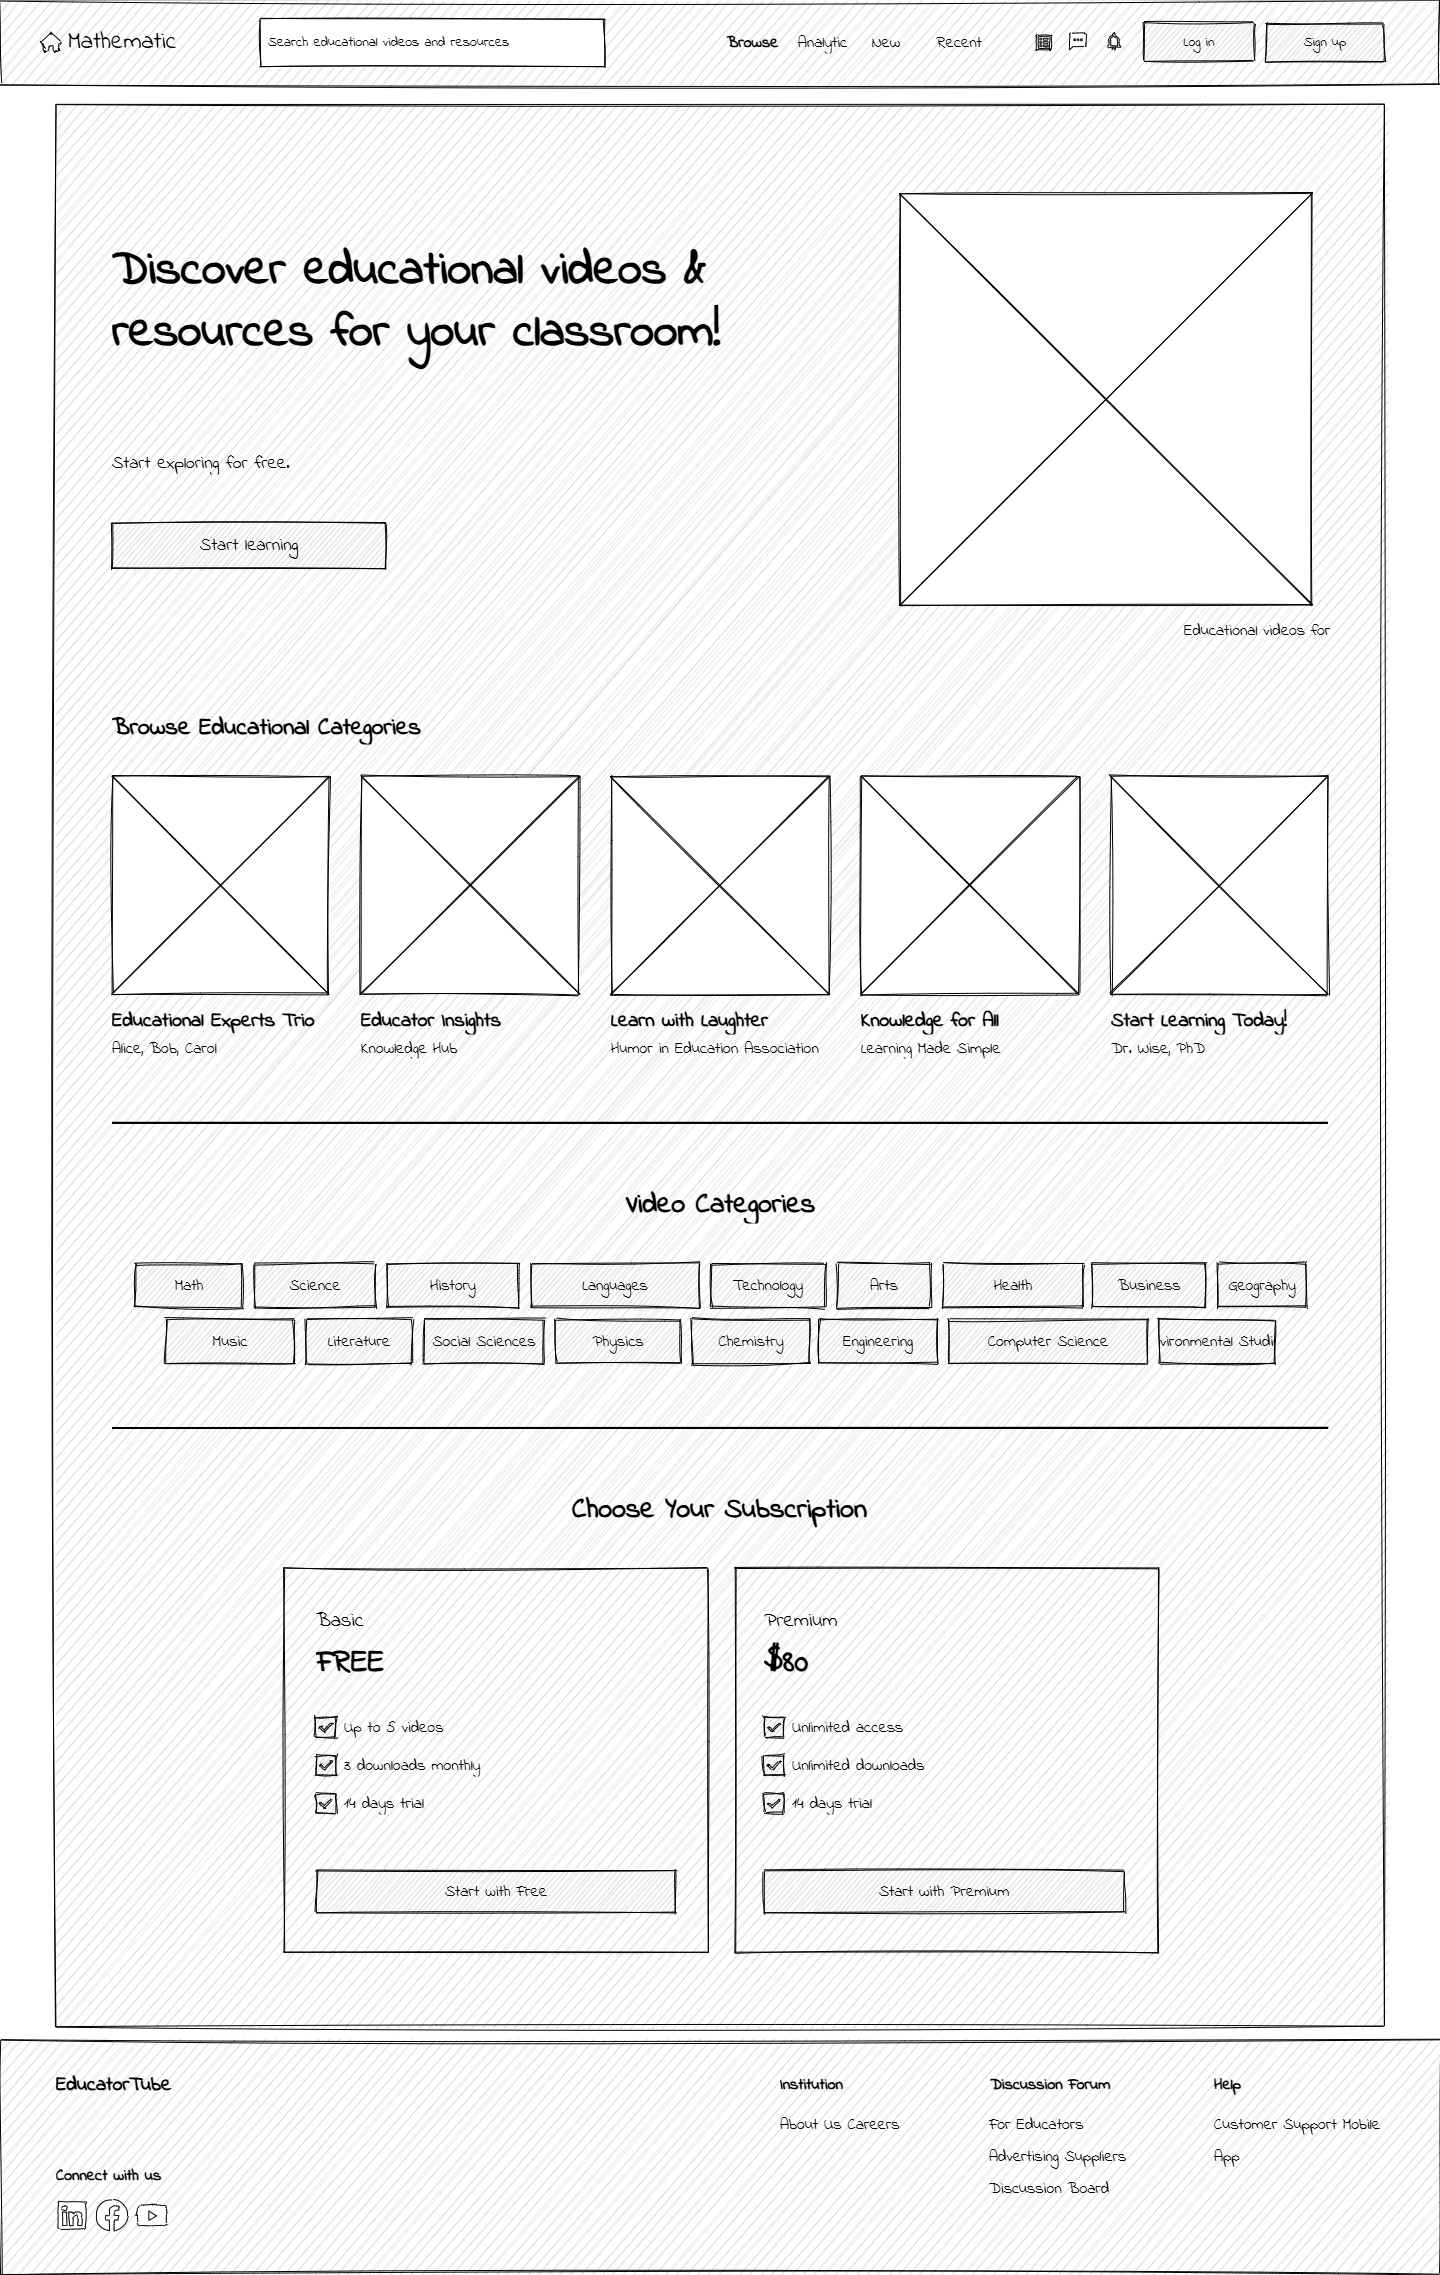 Mathematic
Search educational videos and resources
Browse Analytic New Recent
Log in
Sign up
Discover educational videos &
resources for your classroom!
Start exploring for free.
Start learning
Educational videos for
Browse Educational Categories
Educational Experts Trio
Alice, Bob, Carol
Educator Insights
Knowledge Hub
Learn with Laughter
Humor in Education Association
Knowledge for All
Learning Made Simple
Start Learning Today!
Dr. Wise, PhD
Video Categories
Math Science History Languages Technology Arts Health Business Geography
Music Literature Social Sciences Physics Chemistry Engineering Computer Science vironmental Studi
Choose Your Subscription
Basic
FREE
Up to 5 videos
3 downloads monthly
14 days trial
Start with Free
Premium
$80
Unlimited access
Unlimited downloads
14 days trial
Start with Premium
EducatorTube
Connect with us
in f
Institution
About Us Careers
Discussion Forum
For Educators
Advertising Suppliers
Discussion Board
Help
Customer Support Mobile
App